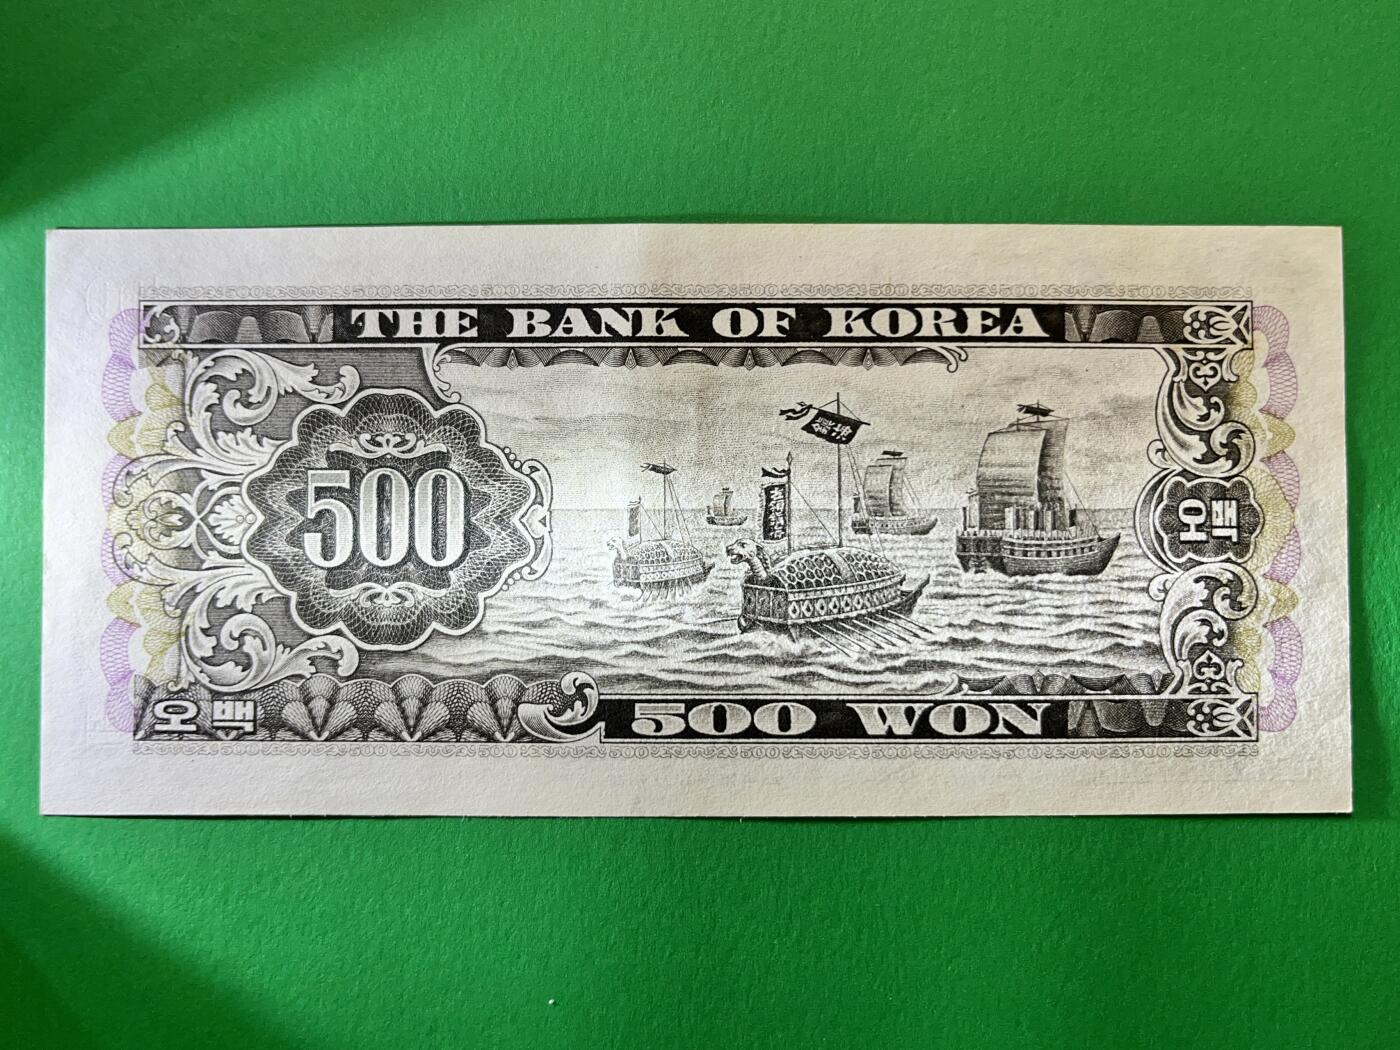 THE BANK OF KOREA
500
오백
오백
500 WON